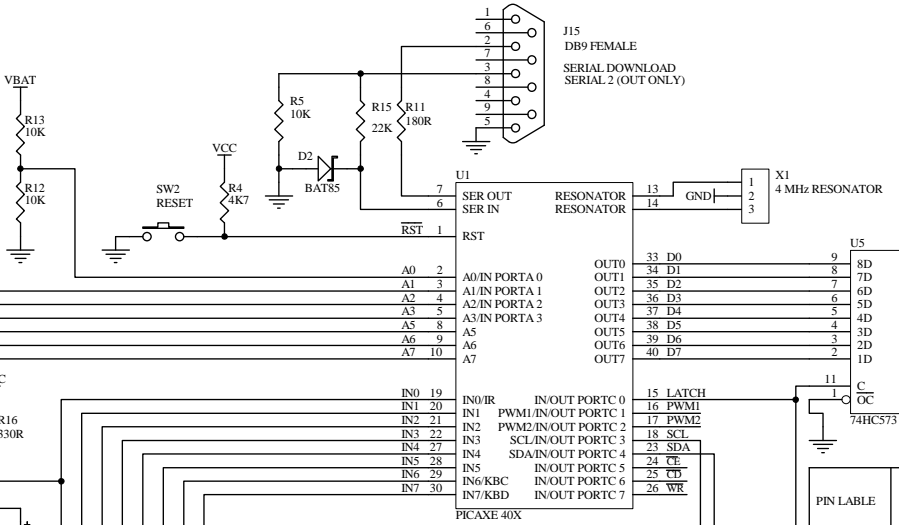 1
6
2
7
3
8
4
9
5
J15
DB9 FEMALE
SERIAL DOWNLOAD
SERIAL 2 (OUT ONLY)
VBAT
R13
10K
R12
10K
R5
10K
R15
22K
R11
180R
D2
BAT85
VCC
R4
4K7
SW2
RESET
U1
7 SER OUT
6 SER IN
RST 1 RST
RESONATOR 13
RESONATOR 14
GND
1
2
3
X1
4 MHz RESONATOR
A0 2 A0/IN PORTA 0
A1 3 A1/IN PORTA 1
A2 4 A2/IN PORTA 2
A3 5 A3/IN PORTA 3
A5 8 A5
A6 9 A6
A7 10 A7
OUT0 33 D0
OUT1 34 D1
OUT2 35 D2
OUT3 36 D3
OUT4 37 D4
OUT5 38 D5
OUT6 39 D6
OUT7 40 D7
U5
9 8D
8 7D
7 6D
6 5D
5 4D
4 3D
3 2D
2 1D
11 C
1 OC
74HC573
C
R16
330R
IN0 19 IN0/IR
IN1 20 IN1
IN2 21 IN2
IN3 22 IN3
IN4 27 IN4
IN5 28 IN5
IN6 29 IN6/KBC
IN7 30 IN7/KBD
IN/OUT PORTC 0 15 LATCH
PWM1/IN/OUT PORTC 1 16 PWM1
PWM2/IN/OUT PORTC 2 17 PWM2
SCL/IN/OUT PORTC 3 18 SCL
SDA/IN/OUT PORTC 4 23 SDA
IN/OUT PORTC 5 24 CE
IN/OUT PORTC 6 25 CD
IN/OUT PORTC 7 26 WR
PICAXE 40X
PIN LABLE
+